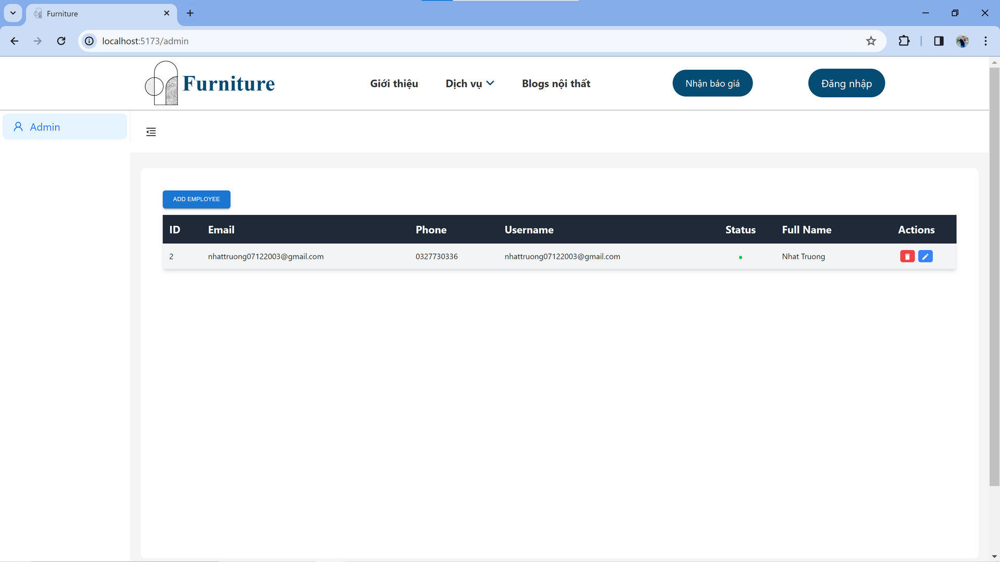 Furniture
localhost:5173/admin
Furniture
Giới thiệu
Dịch vụ
Blogs nội thất
Nhận báo giá
Đăng nhập
Admin
ADD EMPLOYEE
ID Email Phone Username Status Full Name Actions
2 nhattruong07122003@gmail.com 0327730336 nhattruong07122003@gmail.com Nhat Truong